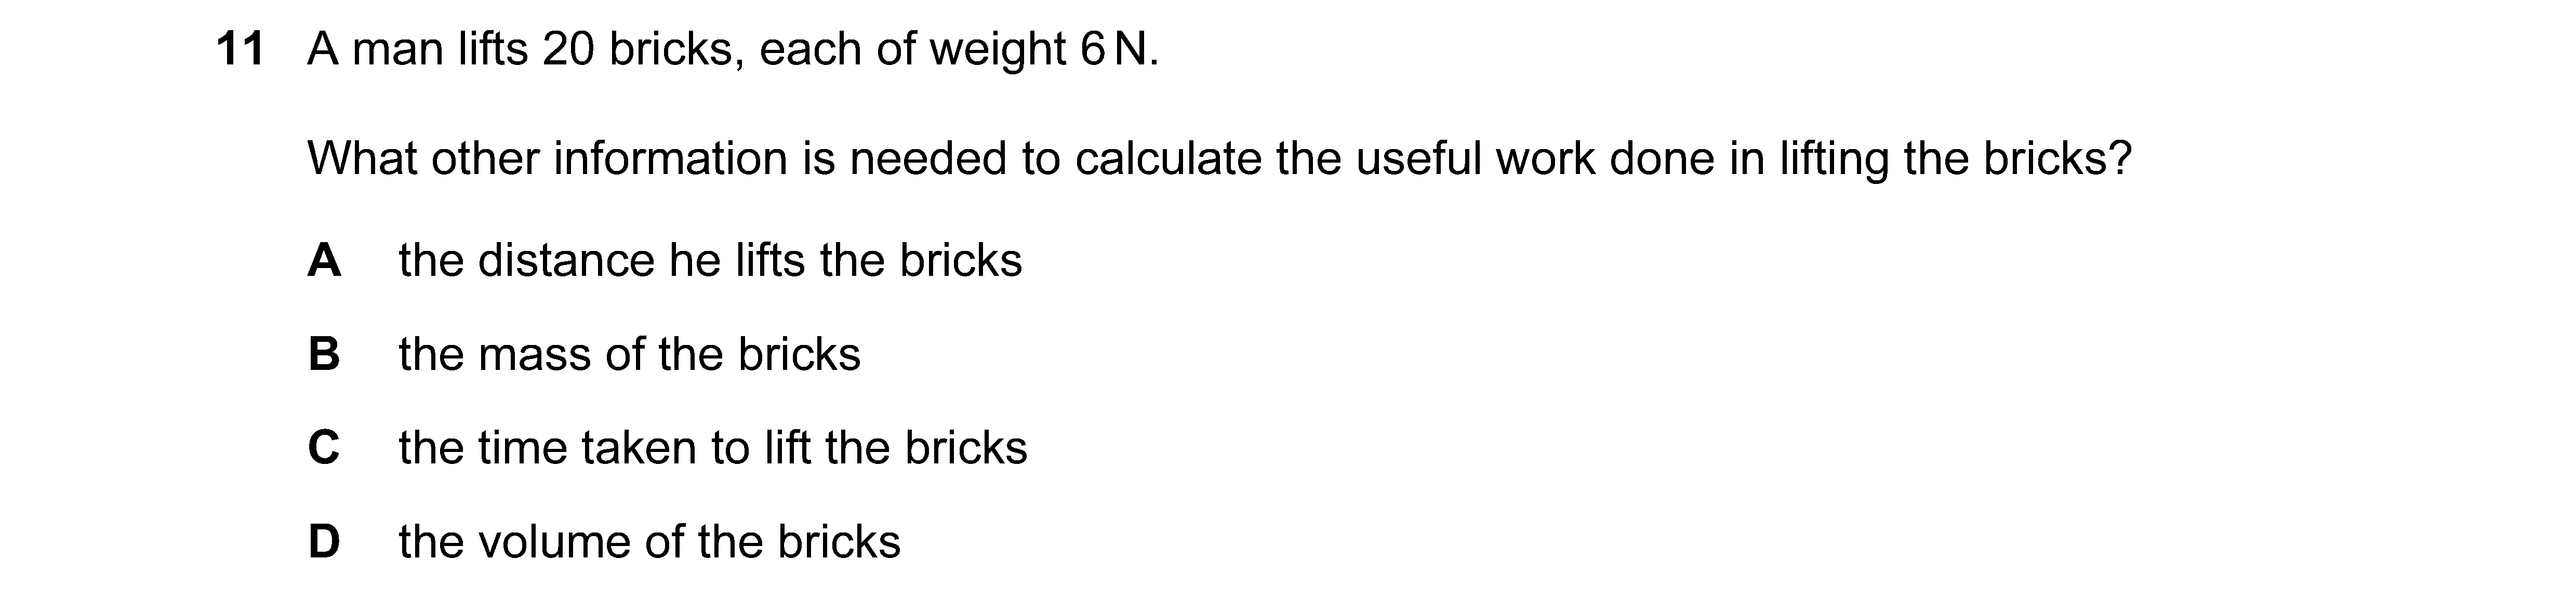 11 A man lifts 20 bricks, each of weight 6 N.
What other information is needed to calculate the useful work done in lifting the bricks?
A the distance he lifts the bricks
B the mass of the bricks
C the time taken to lift the bricks
D the volume of the bricks